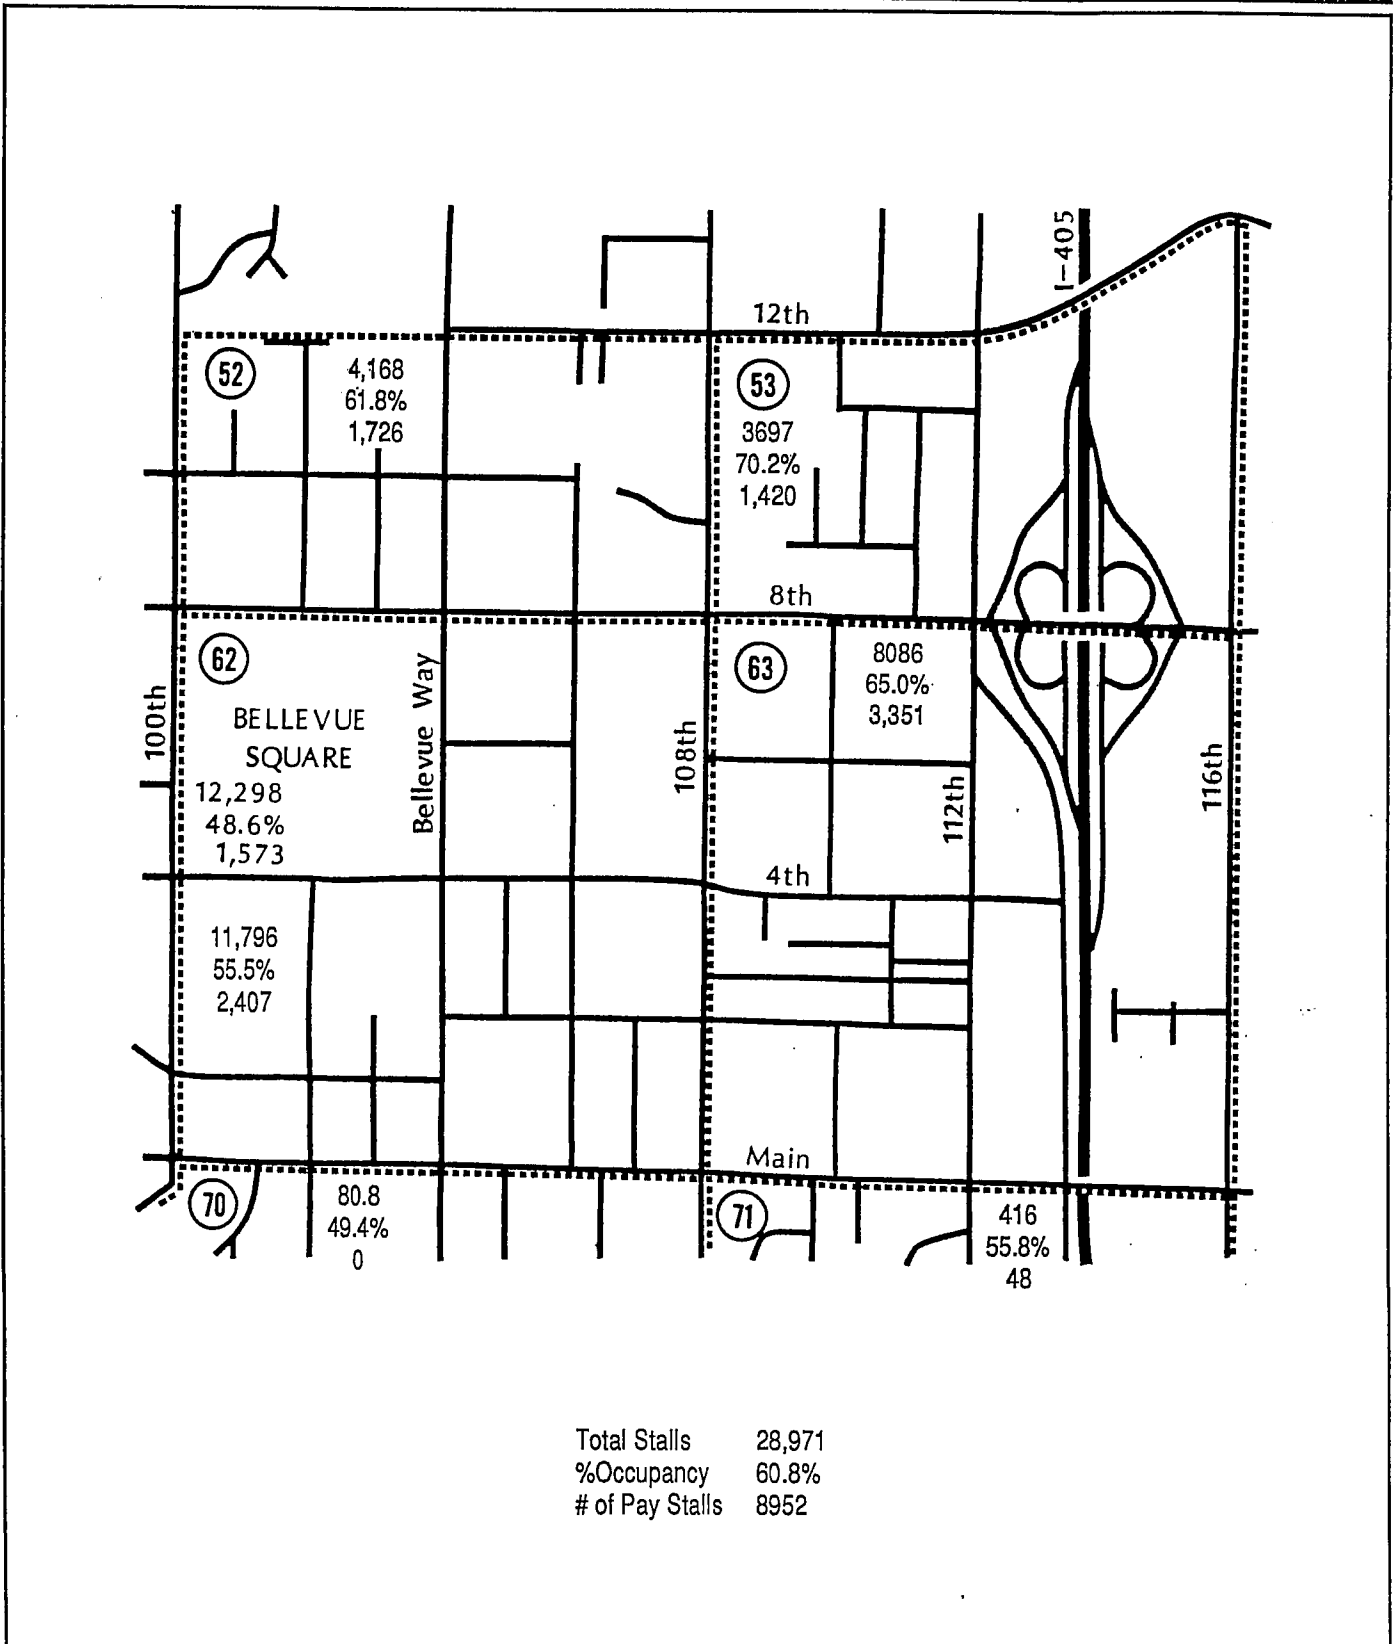 I-405
12th
52
4,168
61.8%
1,726
53
3697
70.2%
1,420
8th
62
BELLEVUE
SQUARE
12,298
48.6%
1,573
100th
Bellevue Way
108th
63
8086
65.0%
3,351
112th
116th
4th
11,796
55.5%
2,407
Main
70
80.8
49.4%
0
71
416
55.8%
48
Total Stalls 28,971
%Occupancy 60.8%
# of Pay Stalls 8952